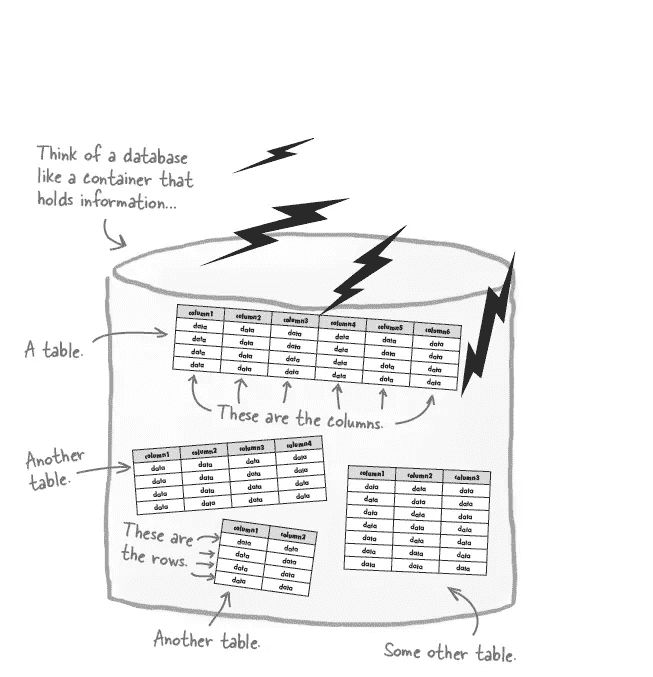 Think of a database
like a container that
holds information...
column1 column2 column3 column4 column5 column6
data data data data data data
data data data data data data
data data data data data data
data data data data data data
A table.
These are the columns.
Another
table.
column1 column2 column3 column4
data data data data
data data data data
data data data data
data data data data
column1 column2 column3
data data data
data data data
data data data
data data data
data data data
data data data
data data data
These are
the rows.
column1 column2
data data
data data
data data
data data
Another table.
Some other table.